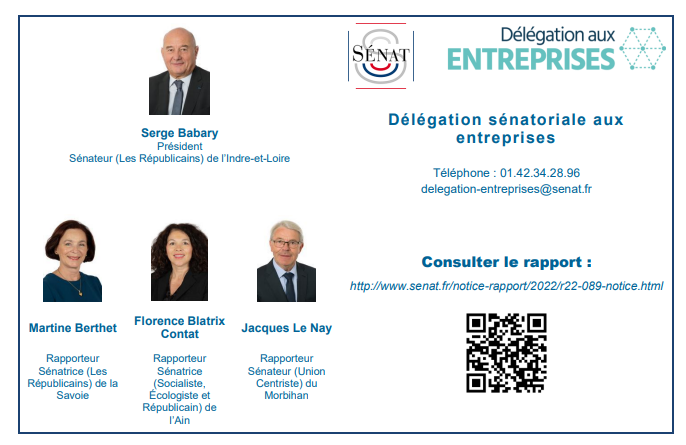 SÉNAT
Délégation aux
ENTREPRISES
Serge Babary
Président
Sénateur (Les Républicains) de l'Indre-et-Loire
Délégation sénatoriale aux
entreprises
Téléphone : 01.42.34.28.96
delegation-entreprises@senat.fr
Martine Berthet
Rapporteur
Sénatrice (Les
Républicains) de la
Savoie
Florence Blatrix
Contat
Rapporteur
Sénatrice
(Socialiste,
Écologiste et
Républicain) de
l'Ain
Jacques Le Nay
Rapporteur
Sénateur (Union
Centriste) du
Morbihan
Consulter le rapport :
http://www.senat.fr/notice-rapport/2022/r22-089-notice.html